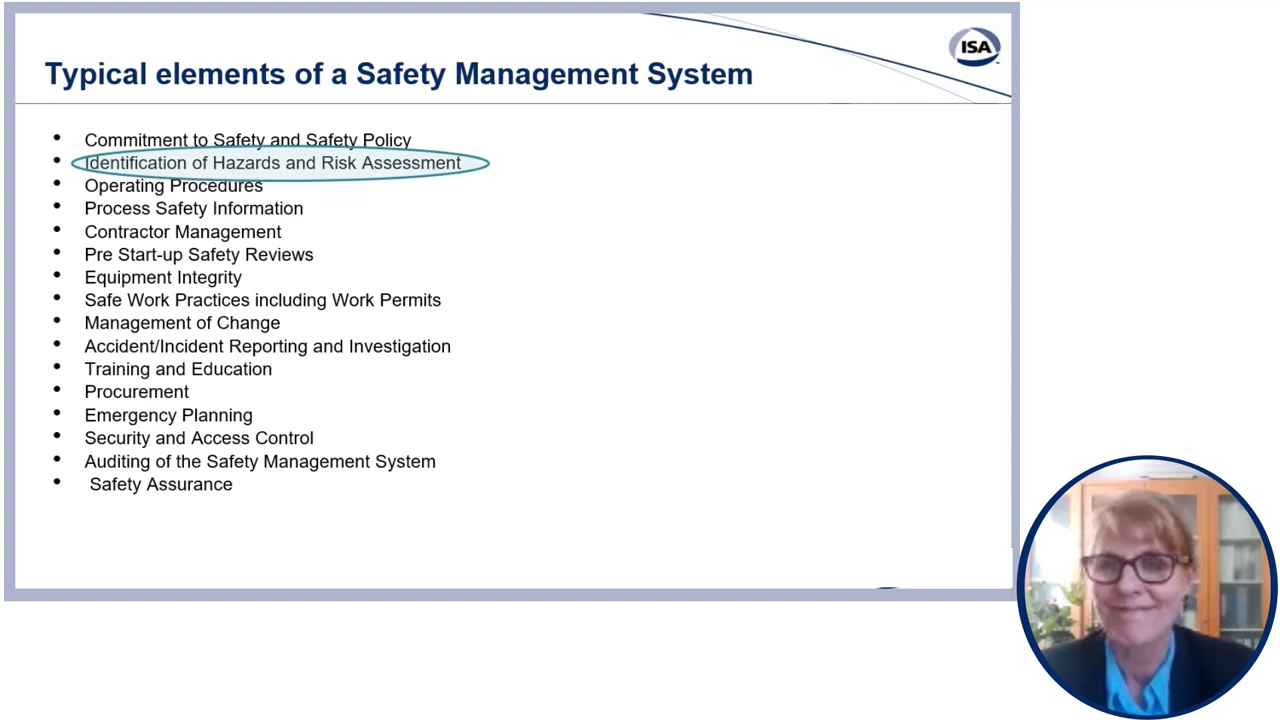 ISA
Typical elements of a Safety Management System
• Commitment to Safety and Safety Policy
• Identification of Hazards and Risk Assessment
• Operating Procedures
• Process Safety Information
• Contractor Management
• Pre Start-up Safety Reviews
• Equipment Integrity
• Safe Work Practices including Work Permits
• Management of Change
• Accident/Incident Reporting and Investigation
• Training and Education
• Procurement
• Emergency Planning
• Security and Access Control
• Auditing of the Safety Management System
• Safety Assurance